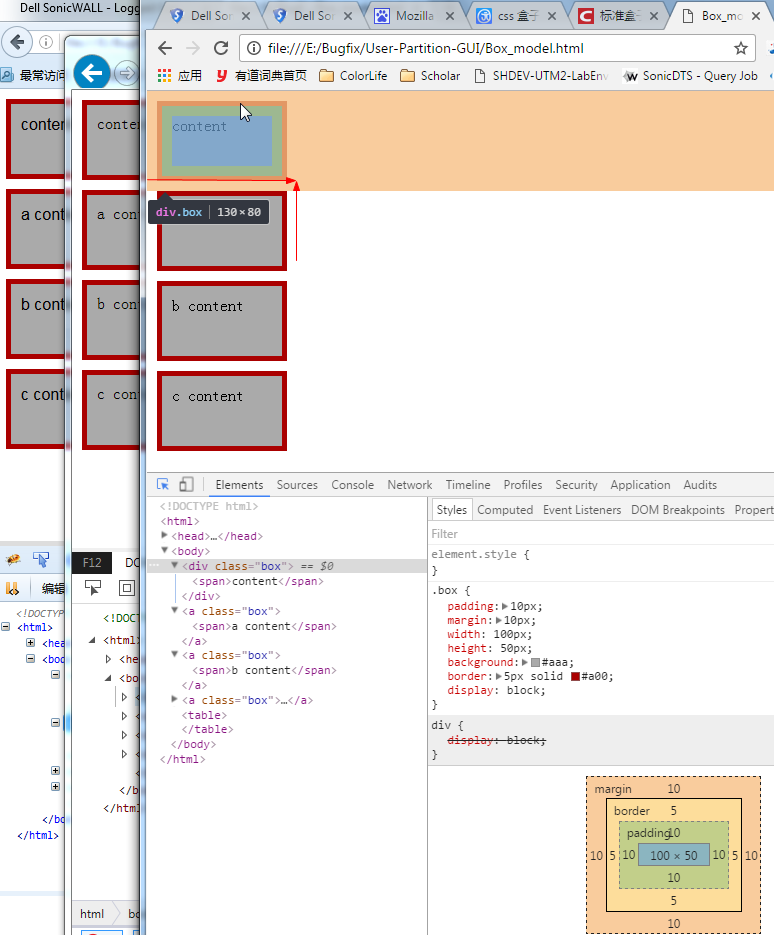 Dell SonicWALL - Logg
Dell Son
Dell Son
Mozilla
css 盒子
标准盒子
Box_mo
file:///E:/Bugfix/User-Partition-GUI/Box_model.html
最常访问
应用
有道词典首页
ColorLife
Scholar
SHDEV-UTM2-LabEnv
SonicDTS - Query Job
conten
conten
content
a cont
a cont
div.box
130×80
b cont
b cont
b content
c cont
c cont
c content
Elements
Sources
Console
Network
Timeline
Profiles
Security
Application
Audits
<!DOCTYPE html>
<html>
<head>…</head>
<body>
<div class="box"> == $0
<span>content</span>
</div>
<a class="box">
<span>a content</span>
</a>
<a class="box">
<span>b content</span>
</a>
<a class="box">…</a>
<table>
</table>
</body>
</html>
Styles
Computed
Event Listeners
DOM Breakpoints
Propert
Filter
element.style {
}
.box {
padding: 10px;
margin: 10px;
width: 100px;
height: 50px;
background: #aaa;
border: 5px solid #a00;
display: block;
}
div {
display: block;
}
margin 10
border 5
padding 10
10 5 10 100 × 50 10 5 10
10
5
10
F12
DO
编辑
<!DOCTYP
<html>
<hea
<bo
</bo
</html>
<!DOCT
<html>
<he
<bo
</b
</html
html
bo